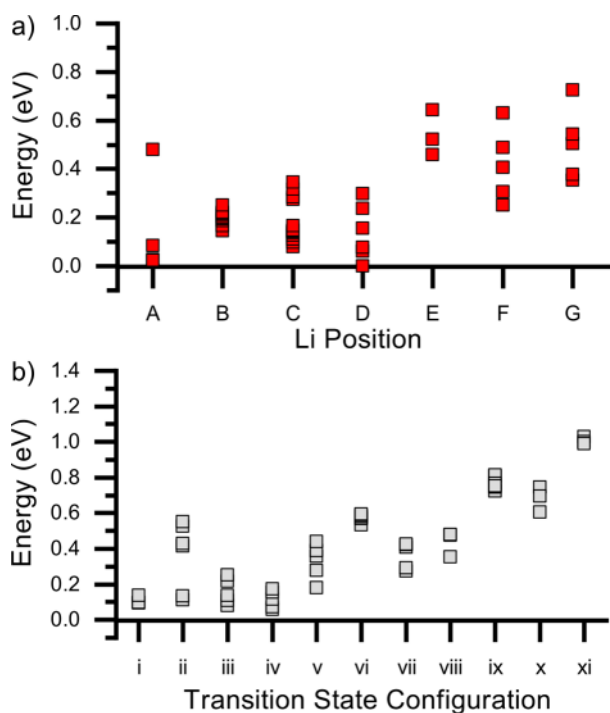 a)
1.0
0.8
0.6
0.4
0.2
0.0
Energy (eV)
A B C D E F G
Li Position
b)
1.4
1.2
1.0
0.8
0.6
0.4
0.2
0.0
Energy (eV)
i ii iii iv v vi vii viii ix x xi
Transition State Configuration